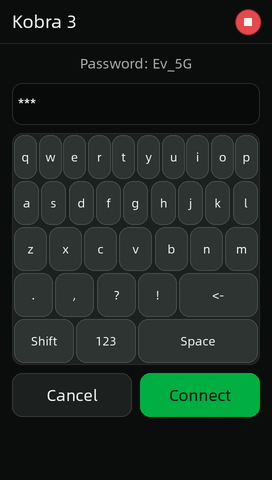 Kobra 3
Password: Ev_5G
***
q w e r t y u i o p
a s d f g h j k l
z x c v b n m
. , ? ! <-
Shift 123 Space
Cancel Connect